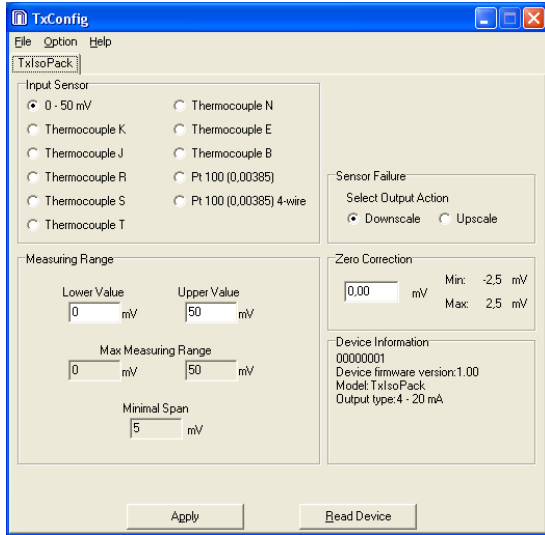 TxConfig
File Option Help
TxIsoPack
Input Sensor
0 - 50 mV
Thermocouple N
Thermocouple K
Thermocouple E
Thermocouple J
Thermocouple B
Thermocouple R
Pt 100 (0,00385)
Thermocouple S
Pt 100 (0,00385) 4-wire
Thermocouple T
Sensor Failure
Select Output Action
Downscale Upscale
Measuring Range
Lower Value Upper Value
0 mV 50 mV
Max Measuring Range
0 mV 50 mV
Minimal Span
5 mV
Zero Correction
0,00 mV
Min: -2,5 mV
Max: 2,5 mV
Device Information
00000001
Device firmware version:1.00
Model:TxIsoPack
Output type:4 - 20 mA
Apply Read Device